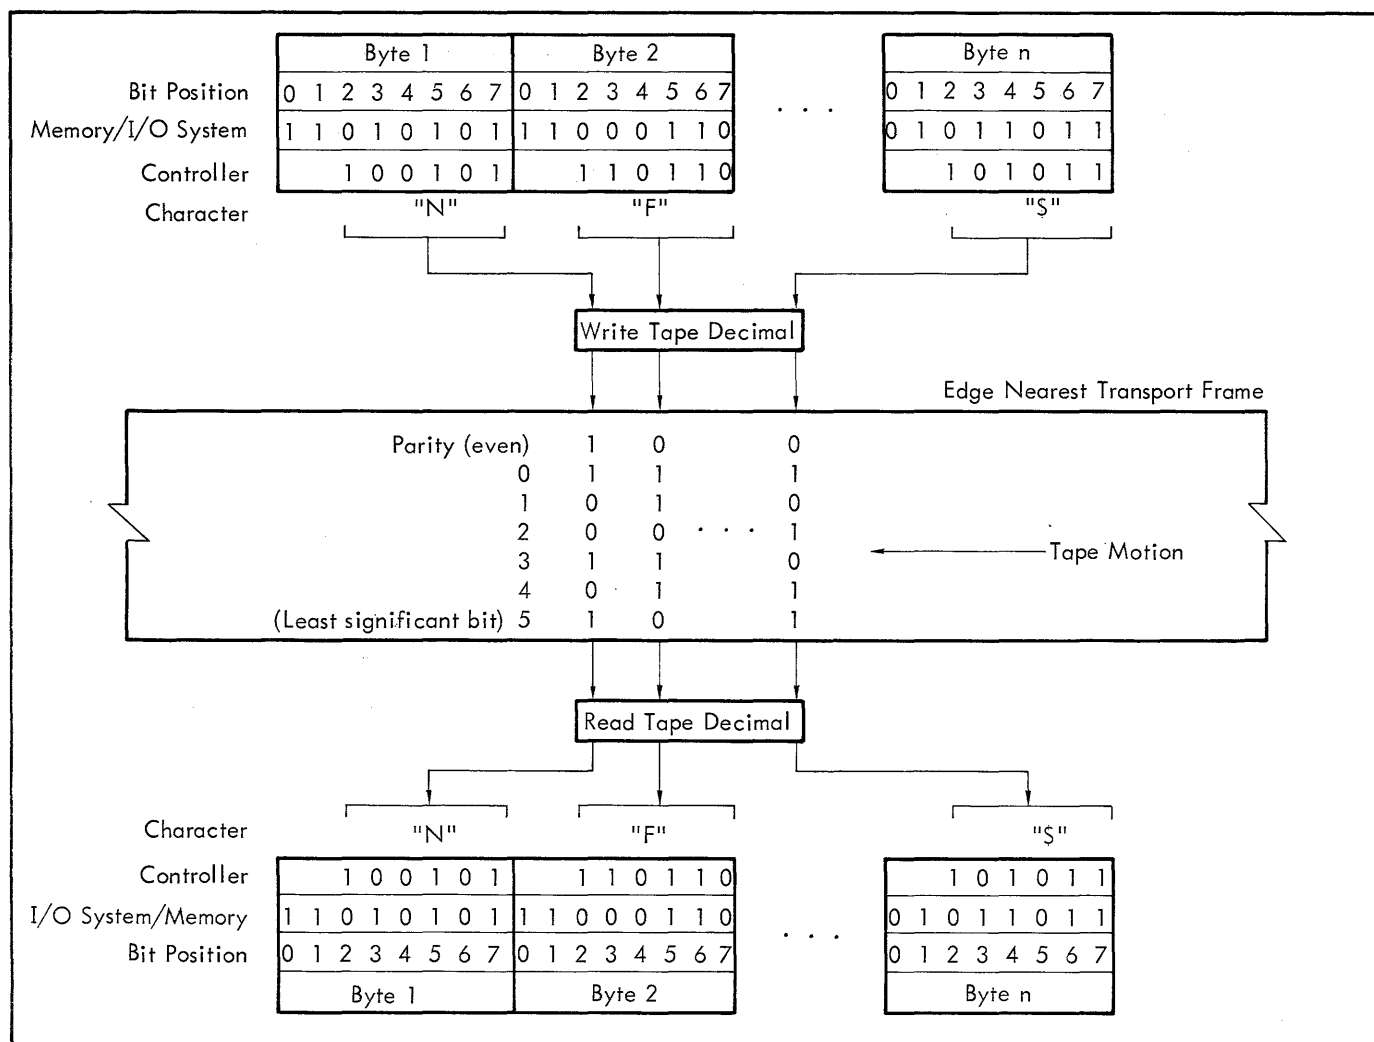 Byte 1 Byte 2 Byte n
Bit Position 0 1 2 3 4 5 6 7 0 1 2 3 4 5 6 7 . . . 0 1 2 3 4 5 6 7
Memory/I/O System 1 1 0 1 0 1 0 1 1 1 0 0 0 1 1 0 0 1 0 1 1 0 1 1
Controller 1 0 0 1 0 1 1 1 0 1 1 0 1 0 1 0 1 1
Character "N" "F" "$"
Write Tape Decimal
Edge Nearest Transport Frame
Parity (even) 1 0 0
0 1 1 1
1 0 1 0
2 0 0 . . . 1
3 1 1 0
Tape Motion
4 0 1 1
(Least significant bit) 5 1 0 1
Read Tape Decimal
Character "N" "F" "$"
Controller 1 0 0 1 0 1 1 1 0 1 1 0 1 0 1 0 1 1
I/O System/Memory 1 1 0 1 0 1 0 1 1 1 0 0 0 1 1 0 . . . 0 1 0 1 1 0 1 1
Bit Position 0 1 2 3 4 5 6 7 0 1 2 3 4 5 6 7 0 1 2 3 4 5 6 7
Byte 1 Byte 2 Byte n